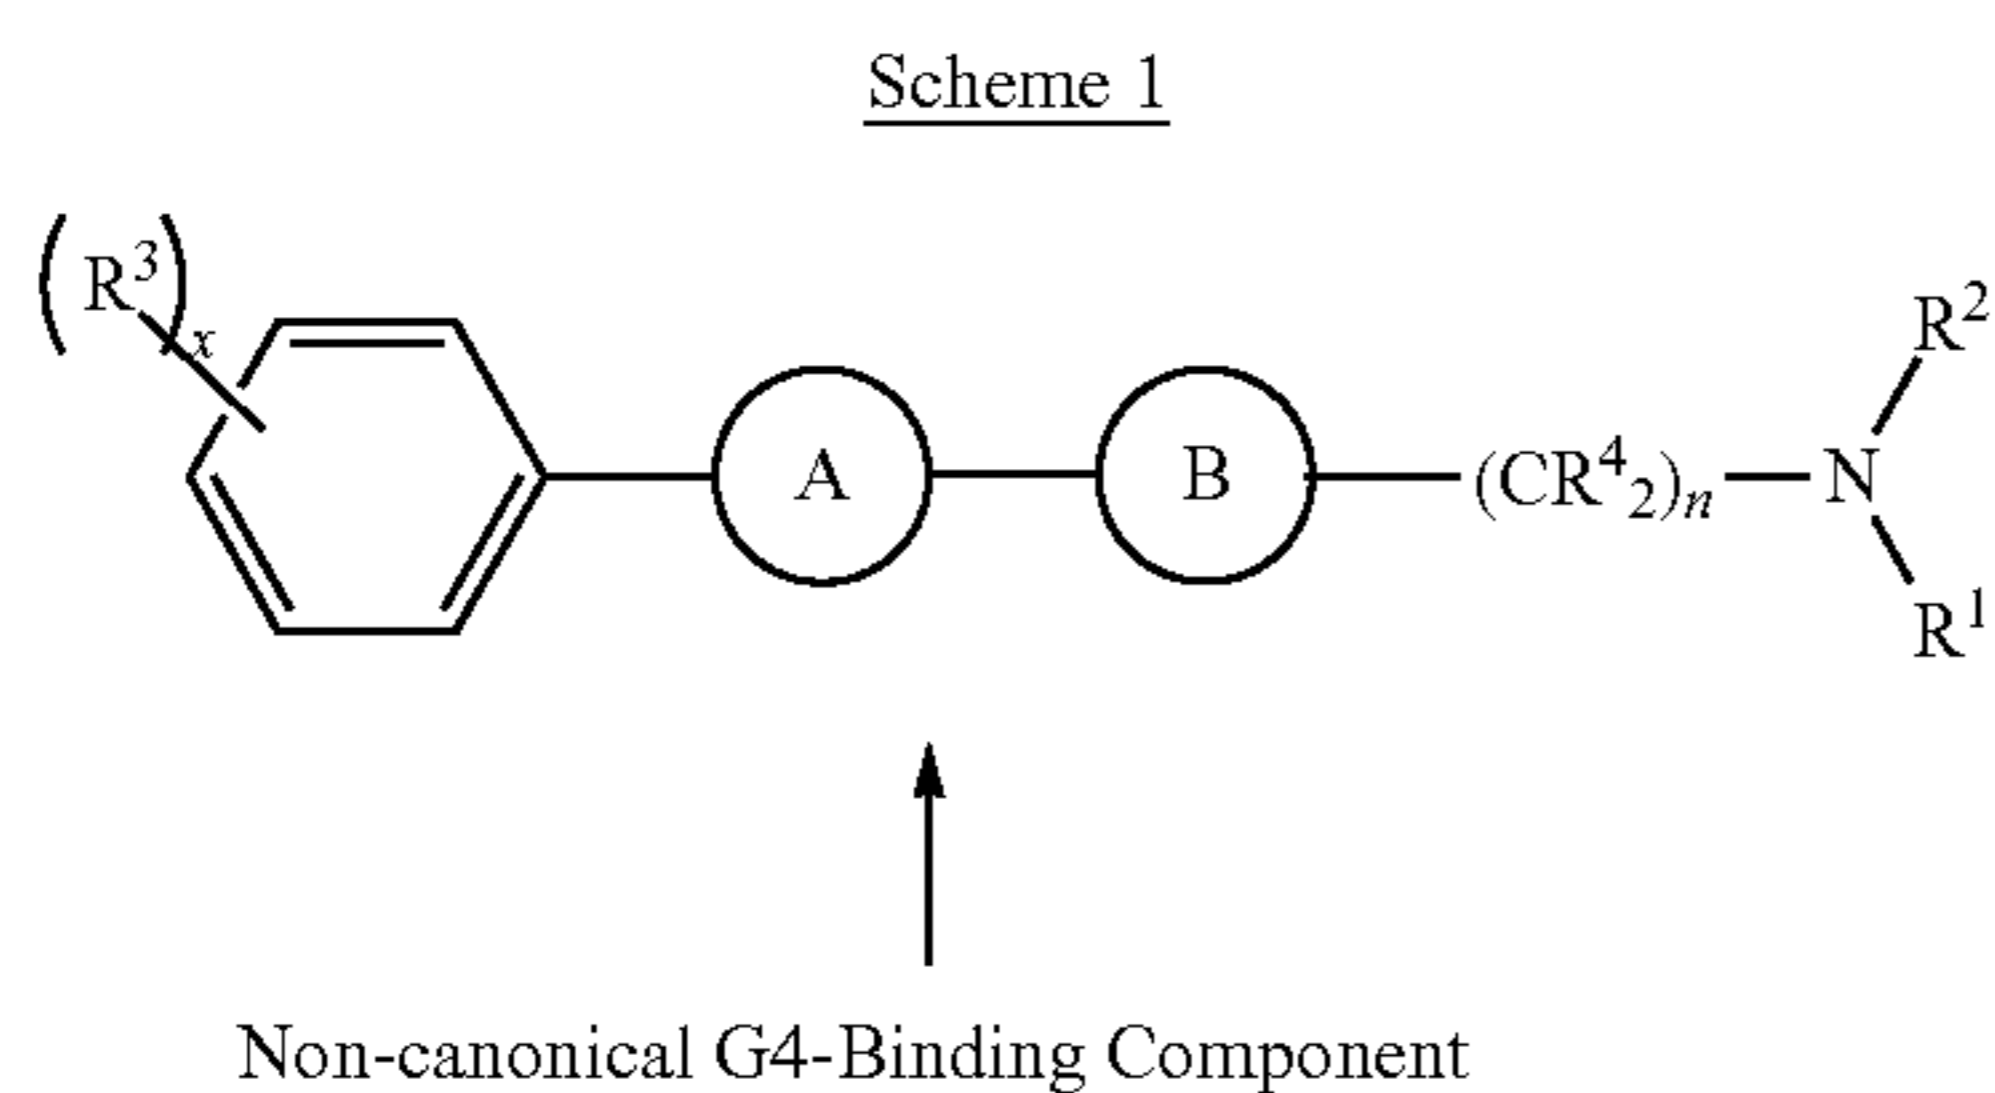 Scheme 1
(R³)x
R²
A B (CR⁴₂)n N
R¹
Non-canonical G4-Binding Component